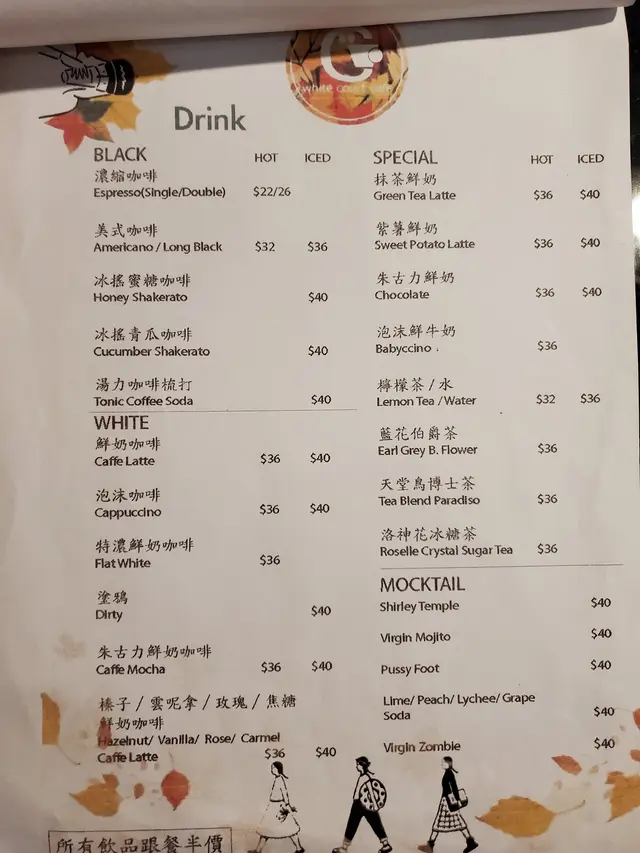 white court cafe
Drink
BLACK HOT ICED
濃縮咖啡
Espresso(Single/Double) $22/26
美式咖啡
Americano / Long Black $32 $36
冰搖蜜糖咖啡
Honey Shakerato $40
冰搖青瓜咖啡
Cucumber Shakerato $40
湯力咖啡梳打
Tonic Coffee Soda $40
WHITE
鮮奶咖啡
Caffe Latte $36 $40
泡沫咖啡
Cappuccino $36 $40
特濃鮮奶咖啡
Flat White $36
塗鴉
Dirty $40
朱古力鮮奶咖啡
Caffe Mocha $36 $40
榛子 / 雲呢拿 / 玫瑰 / 焦糖
鮮奶咖啡
Hazelnut/ Vanilla/ Rose/ Carmel
Caffe Latte $36 $40
所有飲品跟餐半價
SPECIAL HOT ICED
抹茶鮮奶
Green Tea Latte $36 $40
紫薯鮮奶
Sweet Potato Latte $36 $40
朱古力鮮奶
Chocolate $36 $40
泡沫鮮牛奶
Babyccino $36
檸檬茶 / 水
Lemon Tea /Water $32 $36
藍花伯爵茶
Earl Grey B. Flower $36
天堂鳥博士茶
Tea Blend Paradiso $36
洛神花冰糖茶
Roselle Crystal Sugar Tea $36
MOCKTAIL
Shirley Temple $40
Virgin Mojito $40
Pussy Foot $40
Lime/ Peach/ Lychee/ Grape
Soda $40
Virgin Zombie $40